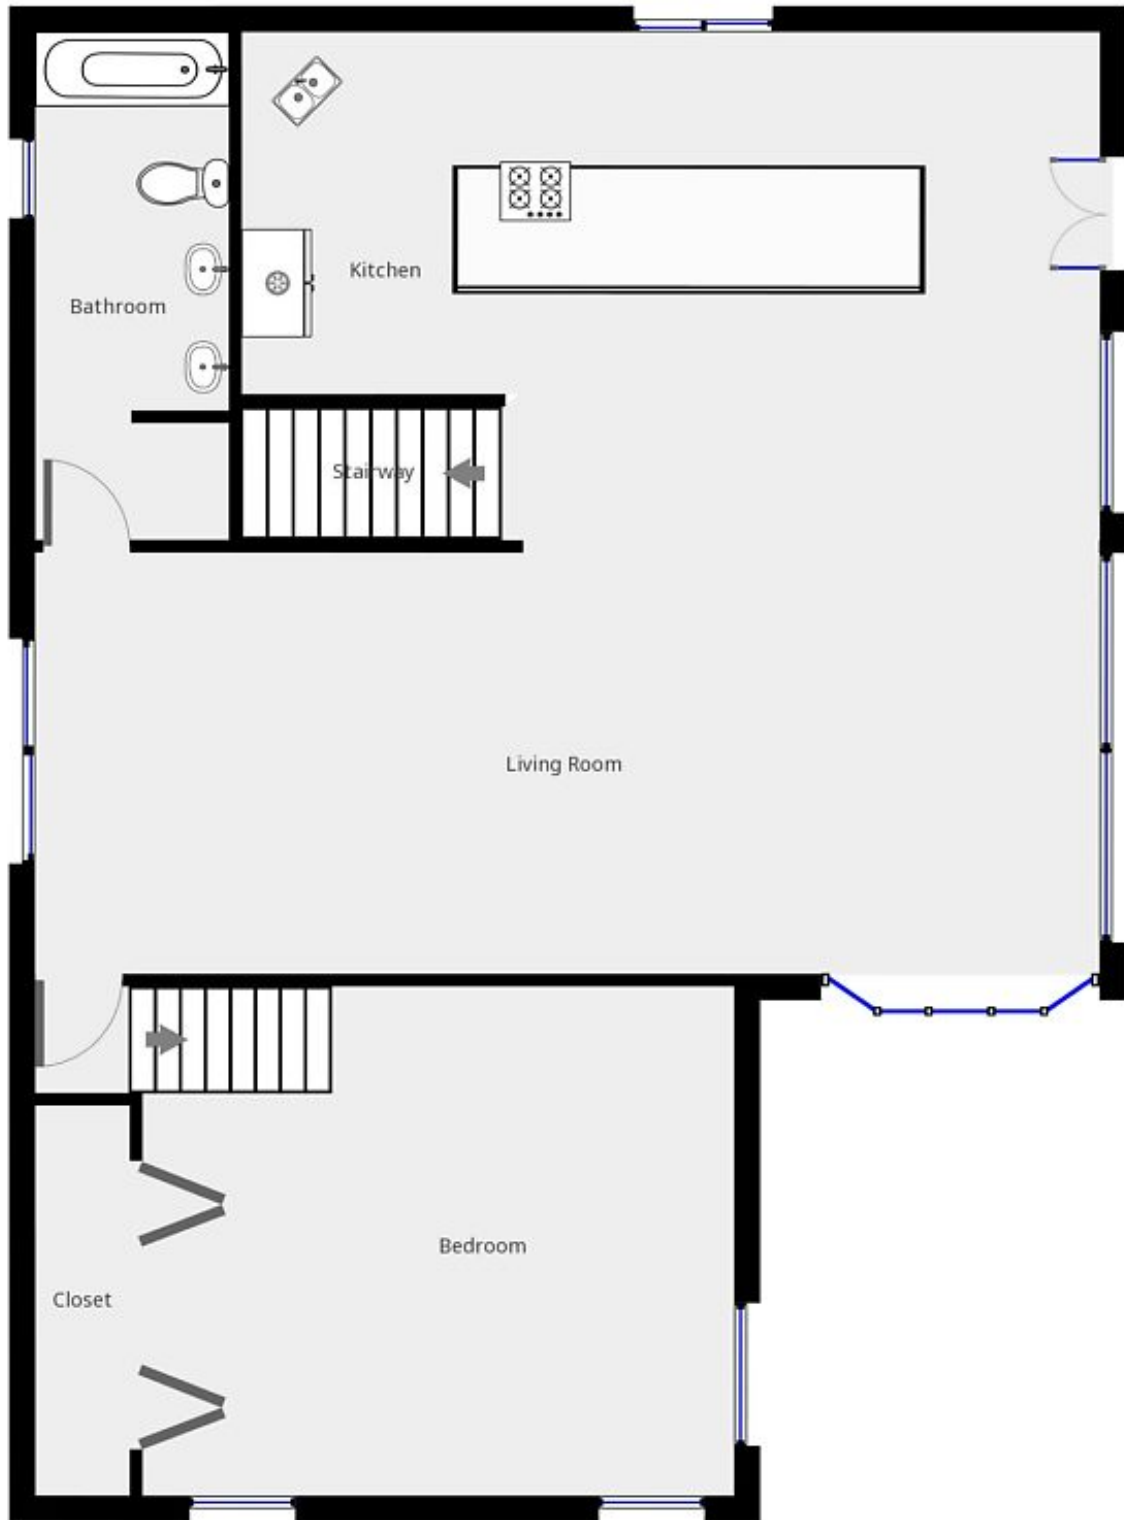 Kitchen
Bathroom
Stairway
Living Room
Bedroom
Closet